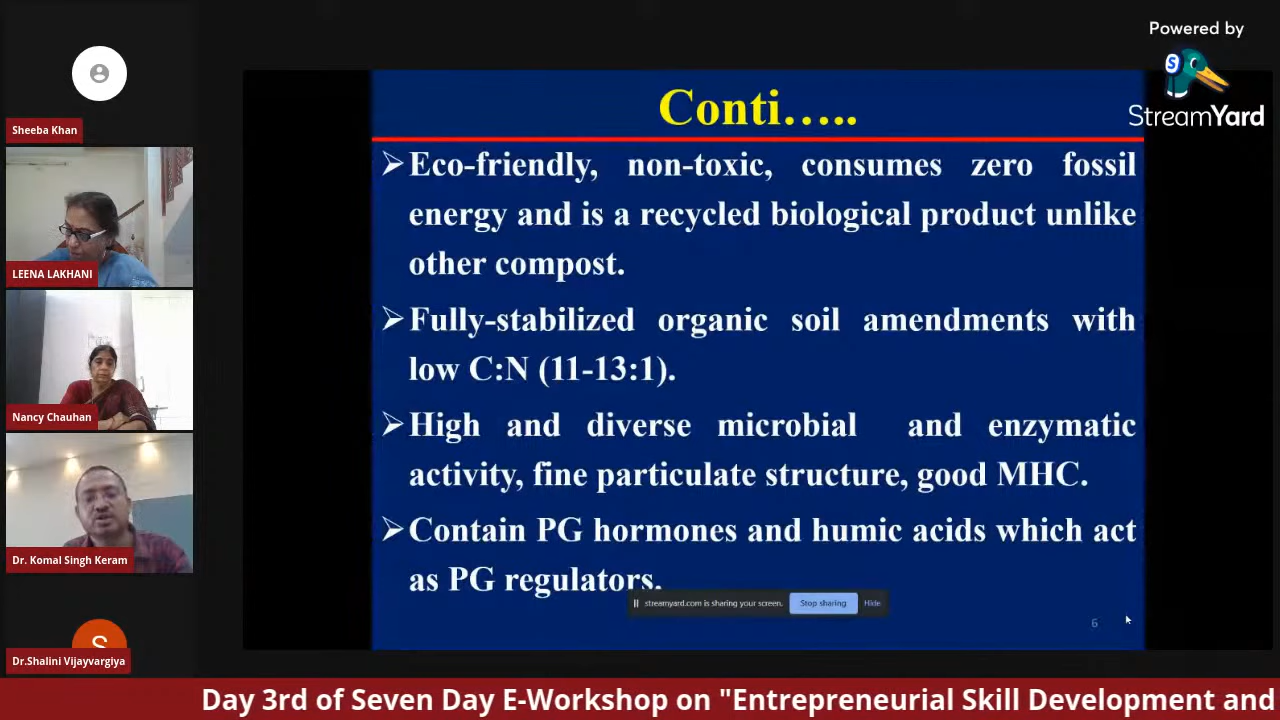 Powered by
StreamYard
Sheeba Khan
LEENA LAKHANI
Nancy Chauhan
Dr. Komal Singh Keram
S
Dr.Shalini Vijayvargiya
Conti…..
➢Eco-friendly, non-toxic, consumes zero fossil
energy and is a recycled biological product unlike
other compost.
➢Fully-stabilized organic soil amendments with
low C:N (11-13:1).
➢High and diverse microbial and enzymatic
activity, fine particulate structure, good MHC.
➢Contain PG hormones and humic acids which act
as PG regulators.
streamyard.com is sharing your screen. Stop sharing Hide
6
Day 3rd of Seven Day E-Workshop on "Entrepreneurial Skill Development and